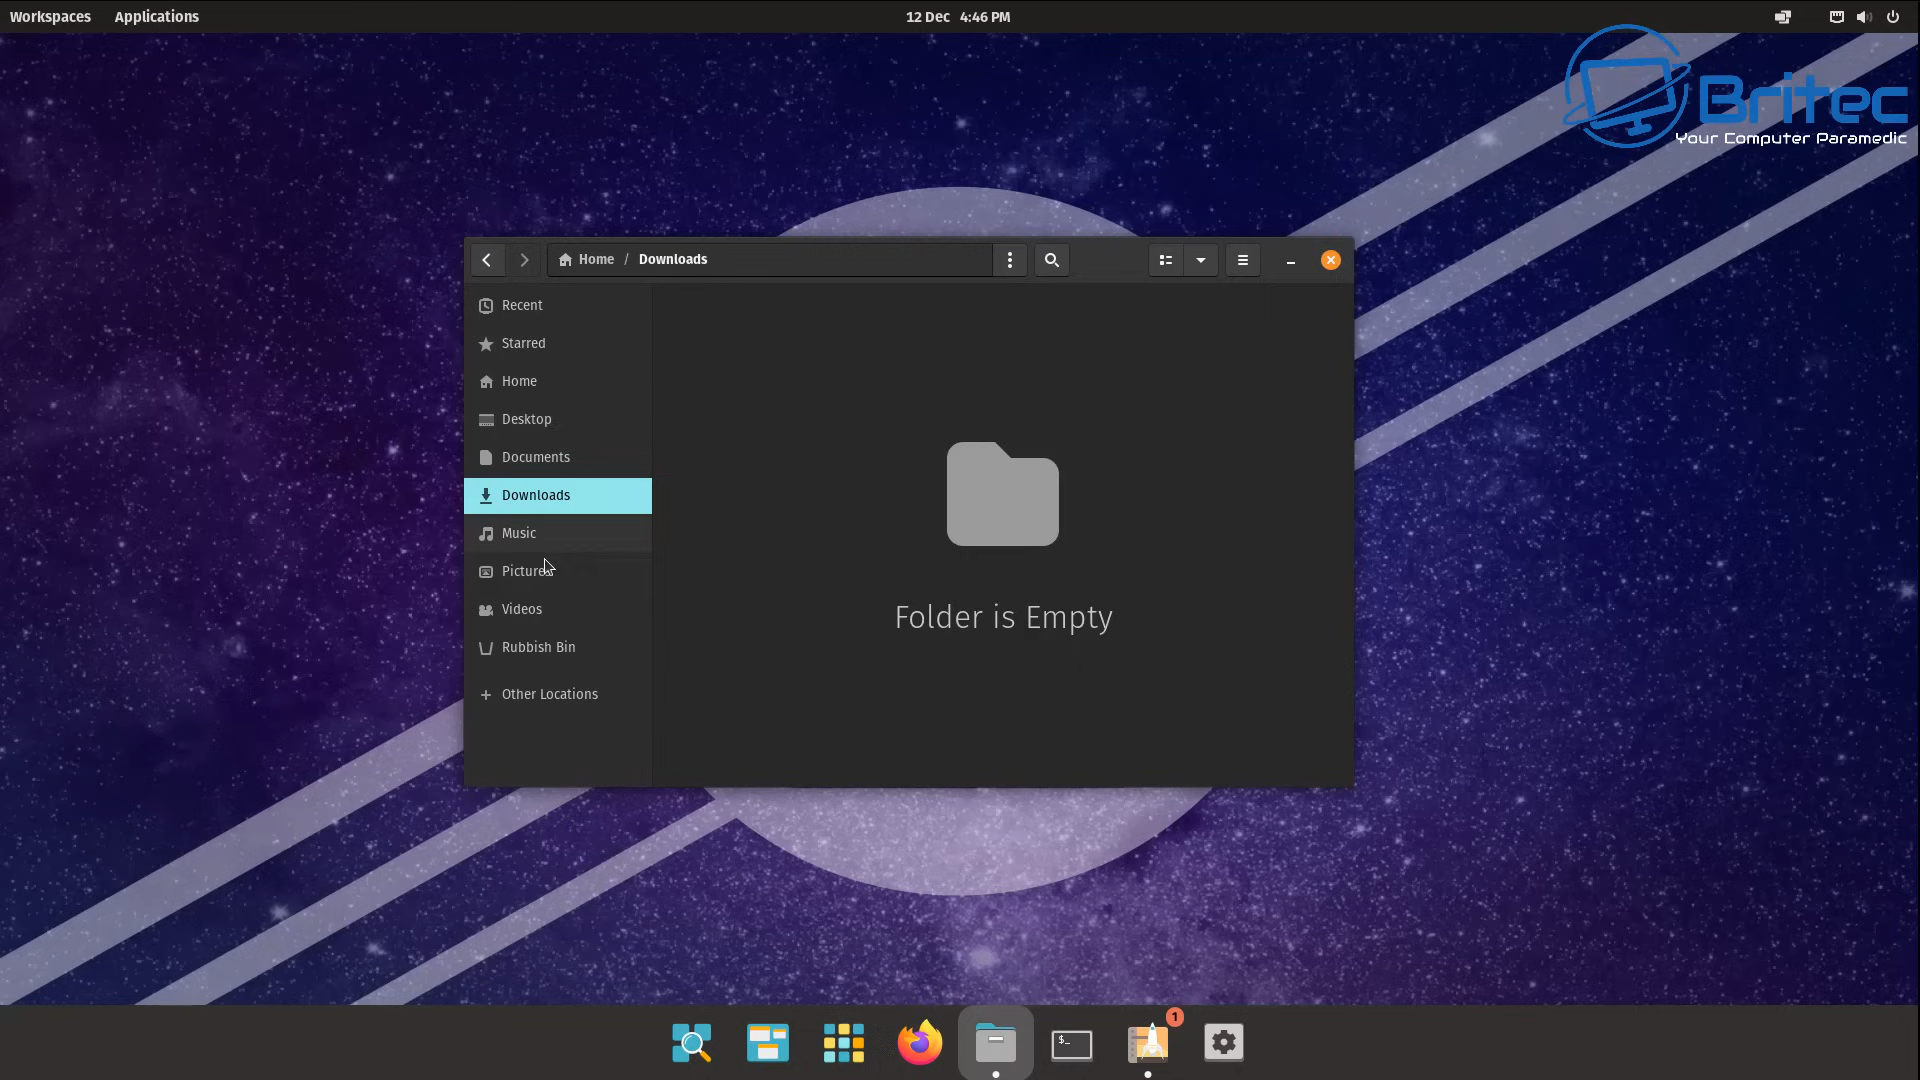 Workspaces Applications 12 Dec 4:46 PM
Britec
Your Computer Paramedic
Home / Downloads
Recent
Starred
Home
Desktop
Documents
Downloads
Music
Pictures
Videos
Rubbish Bin
Other Locations
Folder is Empty
$_
1